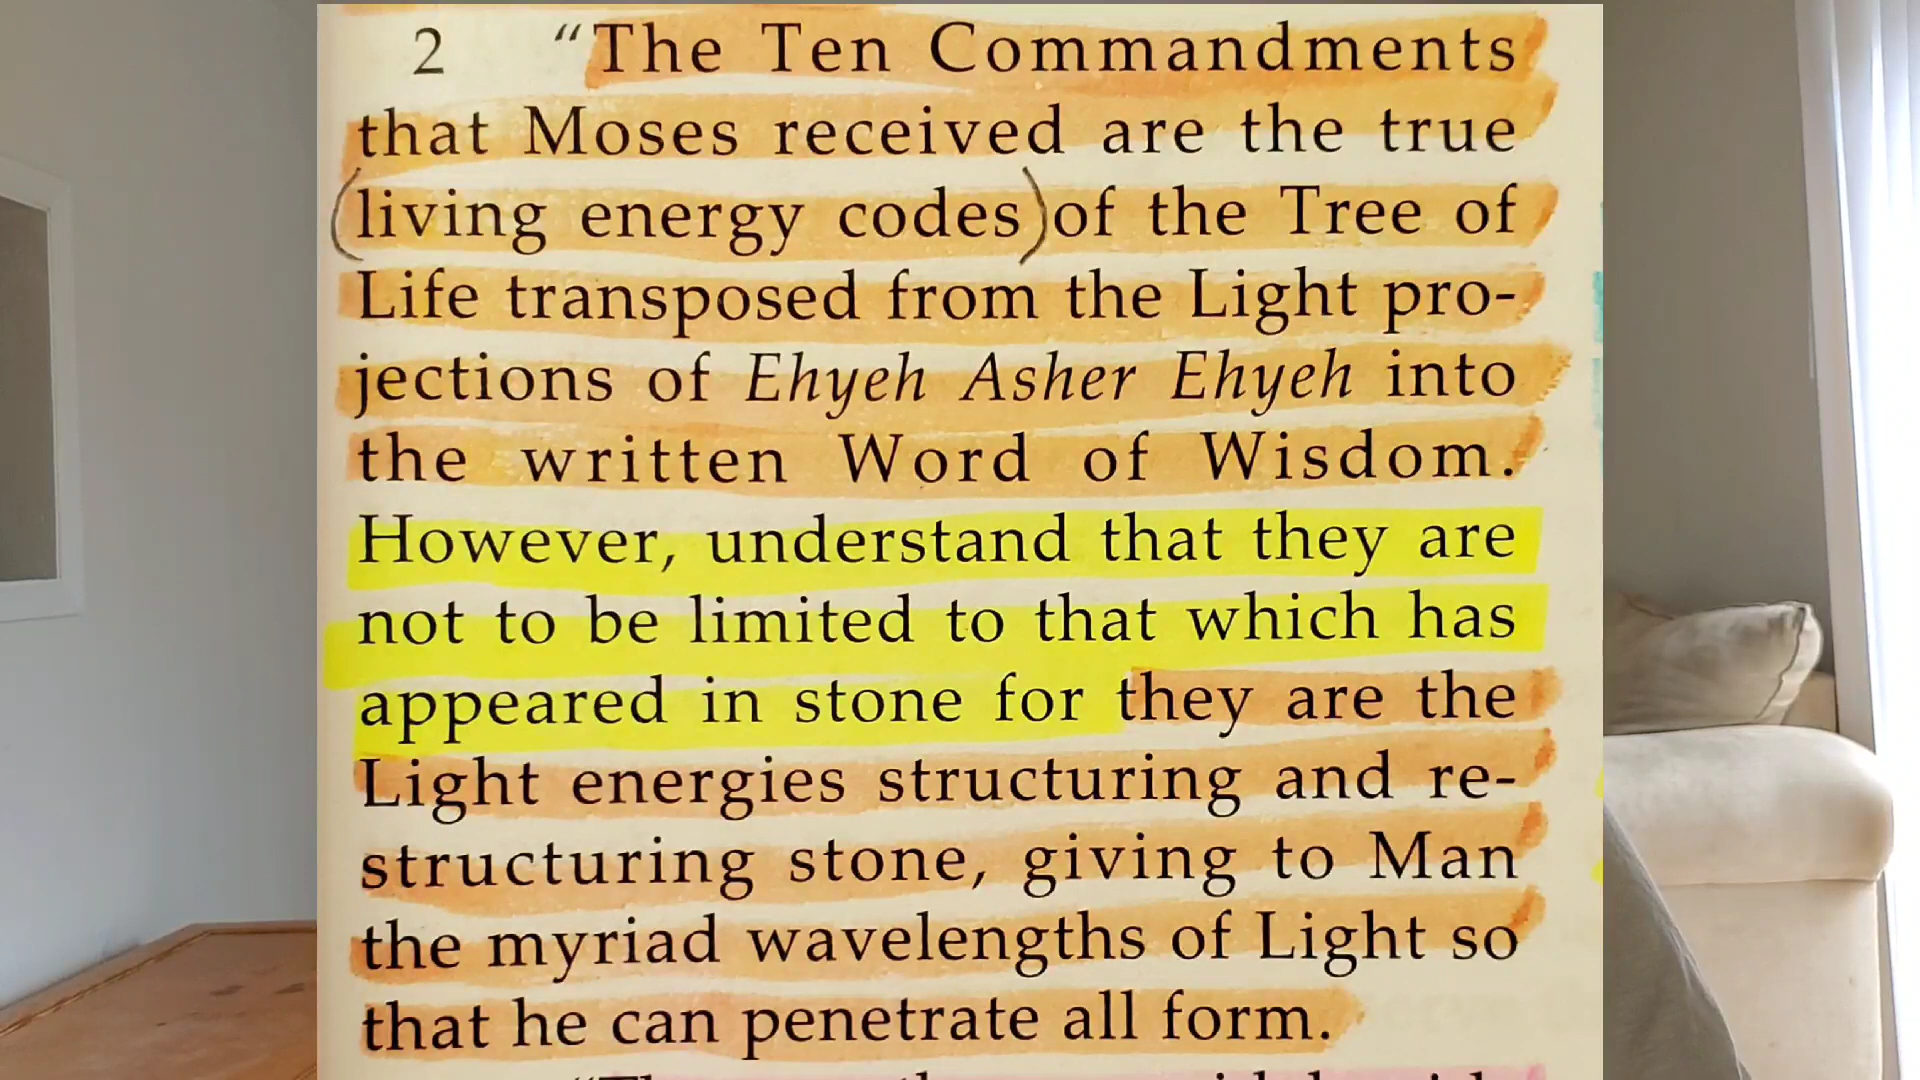 2 “The Ten Commandments
that Moses received are the true
(living energy codes) of the Tree of
Life transposed from the Light pro-
jections of Ehyeh Asher Ehyeh into
the written Word of Wisdom.
However, understand that they are
not to be limited to that which has
appeared in stone for they are the
Light energies structuring and re-
structuring stone, giving to Man
the myriad wavelengths of Light so
that he can penetrate all form.